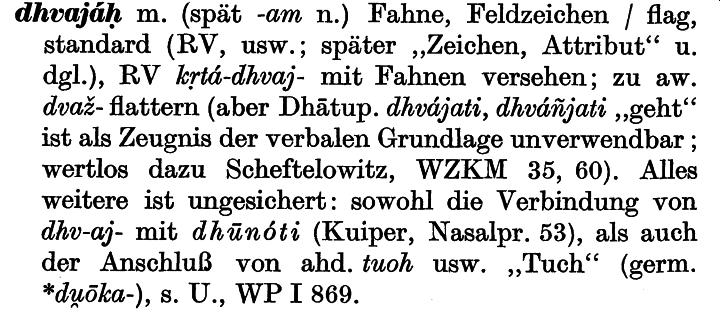 dhvajáḥ m. (spät -am n.) Fahne, Feldzeichen / flag,
standard (RV, usw.; später ,,Zeichen, Attribut“ u.
dgl.), RV kṛtá-dhvaj- mit Fahnen versehen; zu aw.
dvaž- flattern (aber Dhātup. dhvájati, dhváñjati ,,geht“
ist als Zeugnis der verbalen Grundlage unverwendbar;
wertlos dazu Scheftelowitz, WZKM 35, 60). Alles
weitere ist ungesichert: sowohl die Verbindung von
dhv-aj- mit dhūnóti (Kuiper, Nasalpr. 53), als auch
der Anschluß von ahd. tuoh usw. ,,Tuch“ (germ.
*du̯ōka-), s. U., WP I 869.